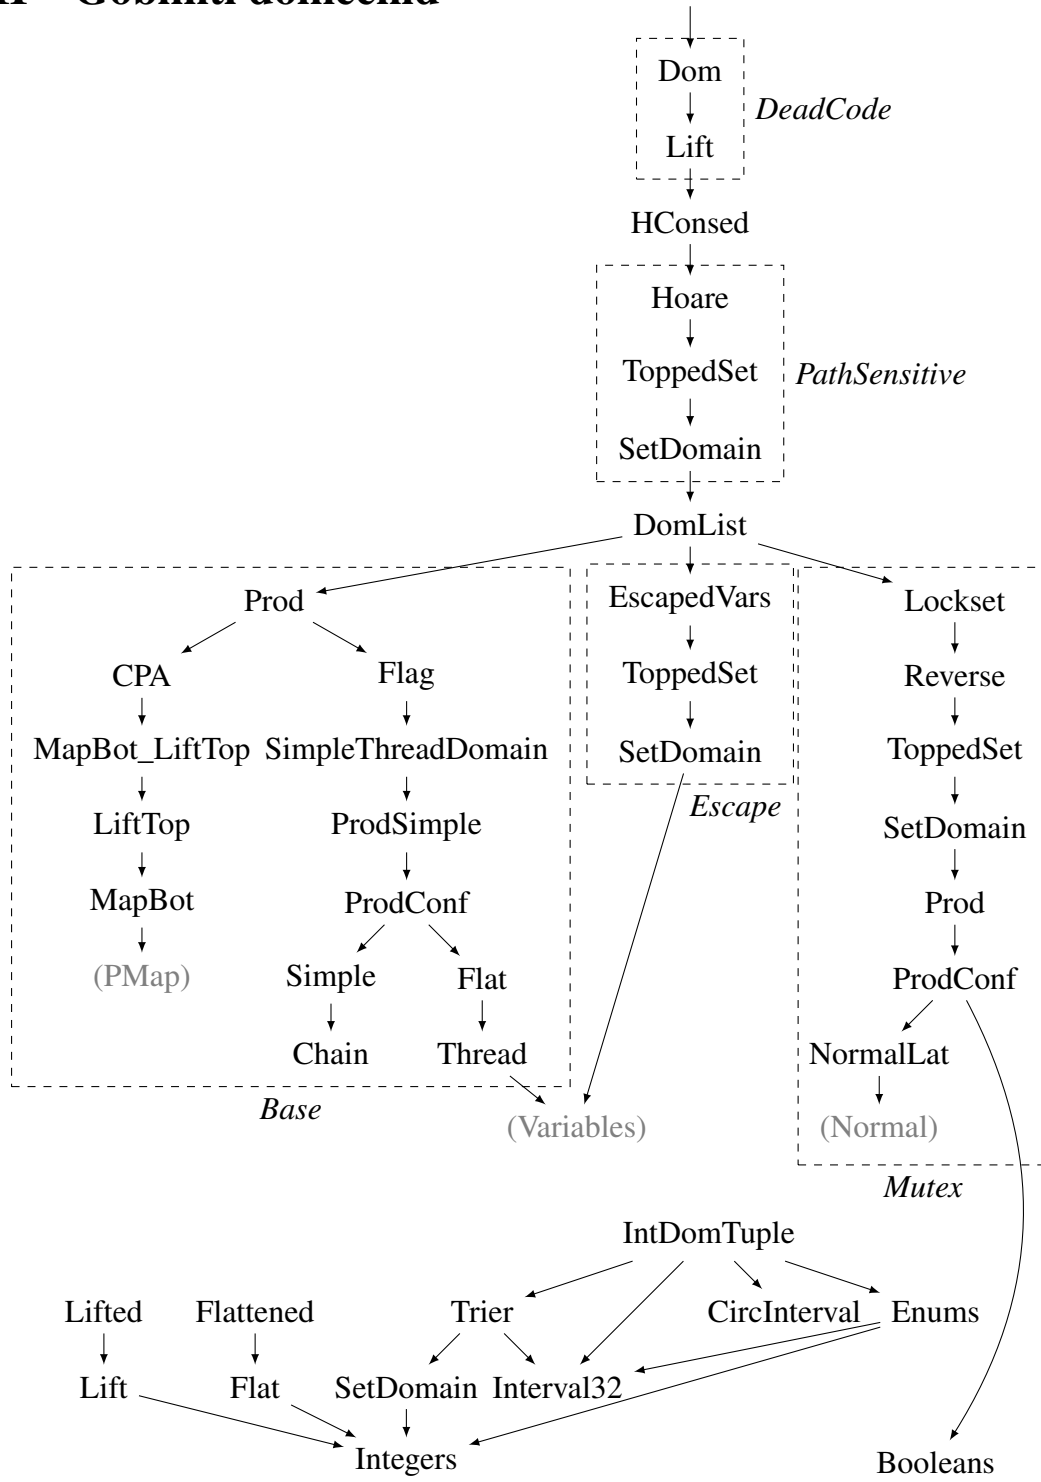 Dom
DeadCode
Lift
HConsed
Hoare
ToppedSet PathSensitive
SetDomain
DomList
Prod EscapedVars Lockset
CPA Flag ToppedSet Reverse
MapBot_LiftTop SimpleThreadDomain SetDomain ToppedSet
Escape
LiftTop ProdSimple SetDomain
MapBot ProdConf Prod
(PMap) Simple Flat ProdConf
Chain Thread NormalLat
Base (Variables) (Normal)
Mutex
IntDomTuple
Lifted Flattened Trier CircInterval Enums
Lift Flat SetDomain Interval32
Integers Booleans